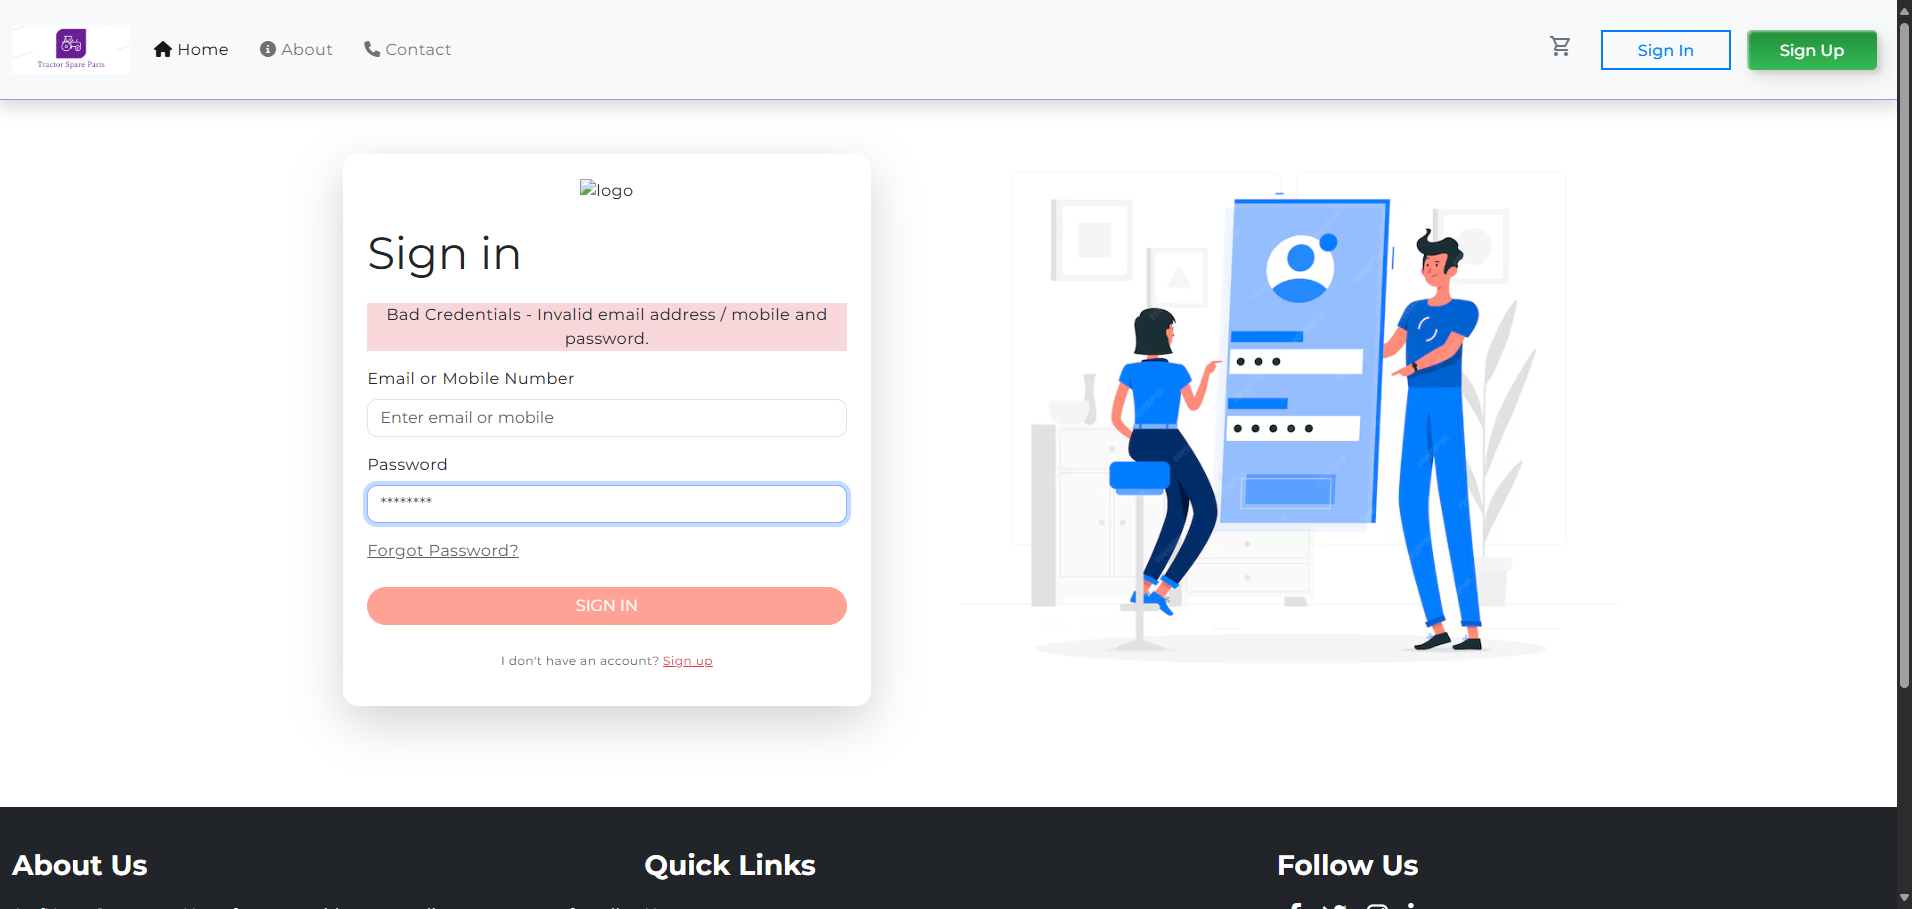 Tractor Spare Parts
Home
About
Contact
Sign In
Sign Up
logo
Sign in
Bad Credentials - Invalid email address / mobile and
password.
Email or Mobile Number
Enter email or mobile
Password
********
Forgot Password?
SIGN IN
I don't have an account? Sign up
About Us
Quick Links
Follow Us